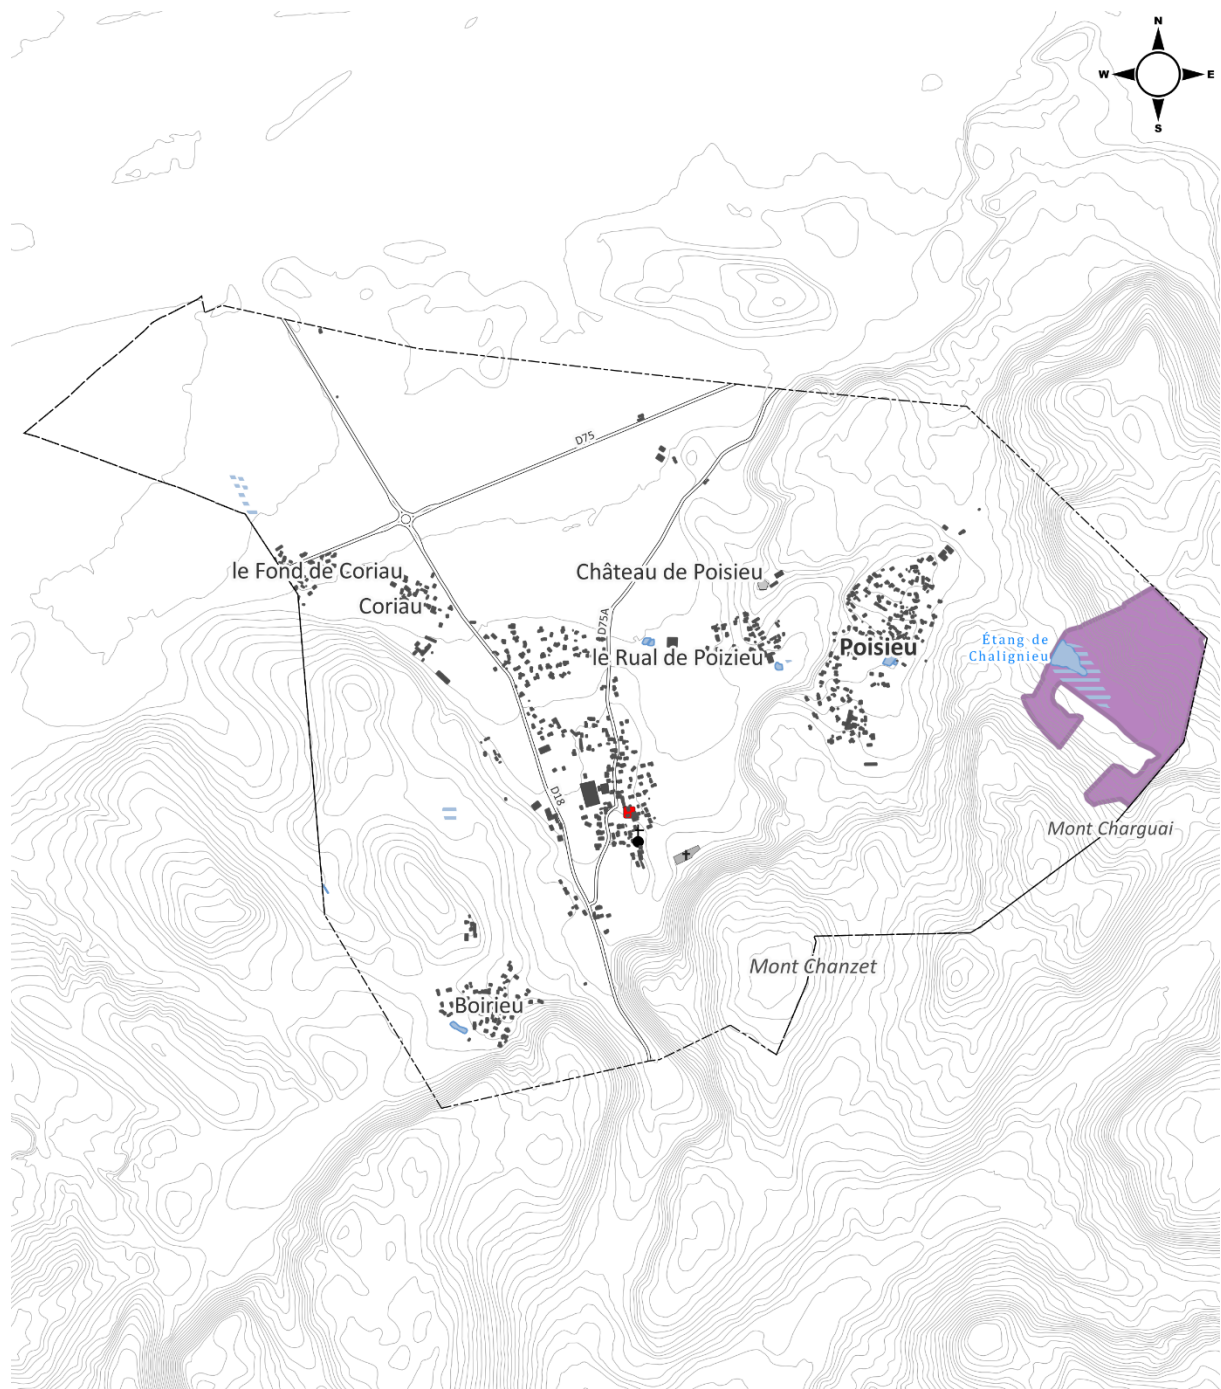 N
W
E
S
D75
le Fond de Coriau
Château de Poisieu
Coriau
D75A
Étang de
Chalignieu
Poisieu
le Rual de Poizieu
D18
Mont Charguai
Mont Chanzet
Boirieu